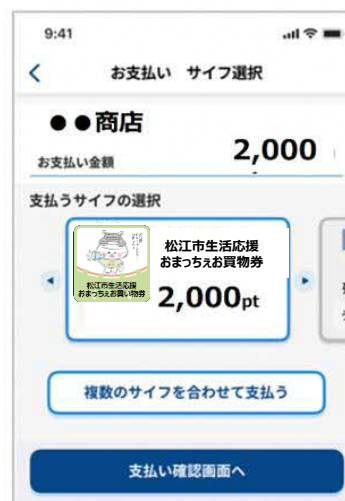 9:41
お支払い サイフ選択
●●商店
お支払い金額
2,000
支払うサイフの選択
松江市生活応援
おまっちぇお買物券
松江市生活応援
おまっちぇお買い物券
2,000pt
複数のサイフを合わせて支払う
支払い確認画面へ